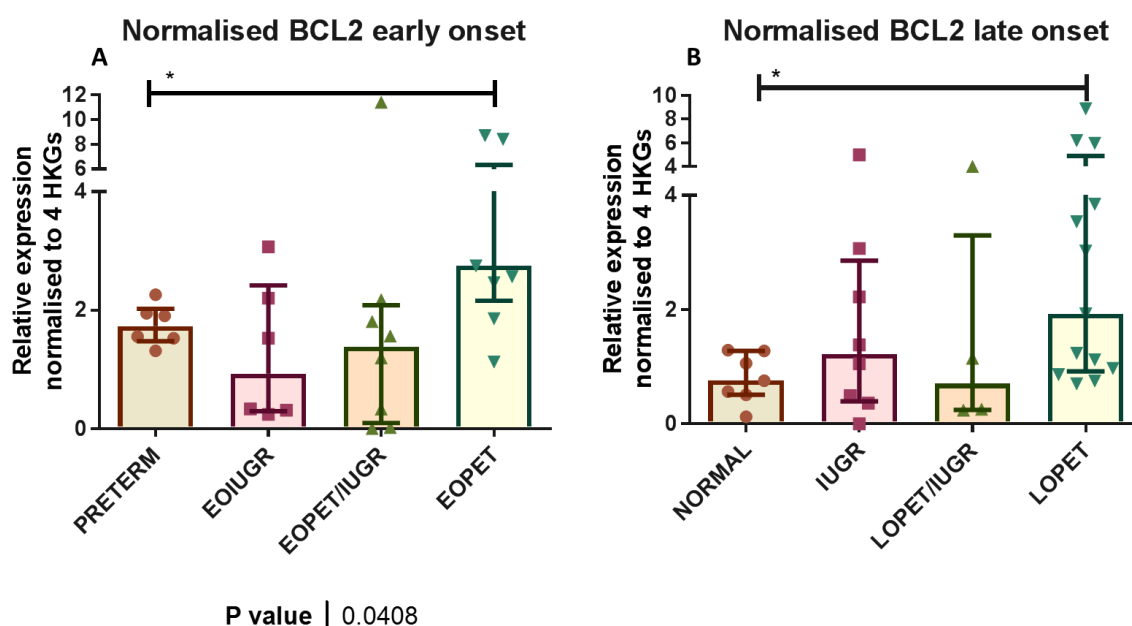 Normalised BCL2 early onset
A
*
Relative expression
normalised to 4 HKGs
12
10
8
6
4
2
0
PRETERM
EOIUGR
EOPET/IUGR
EOPET
P value | 0.0408
Normalised BCL2 late onset
B
*
Relative expression
normalised to 4 HKGs
10
8
6
4
4
2
0
NORMAL
IUGR
LOPET/IUGR
LOPET